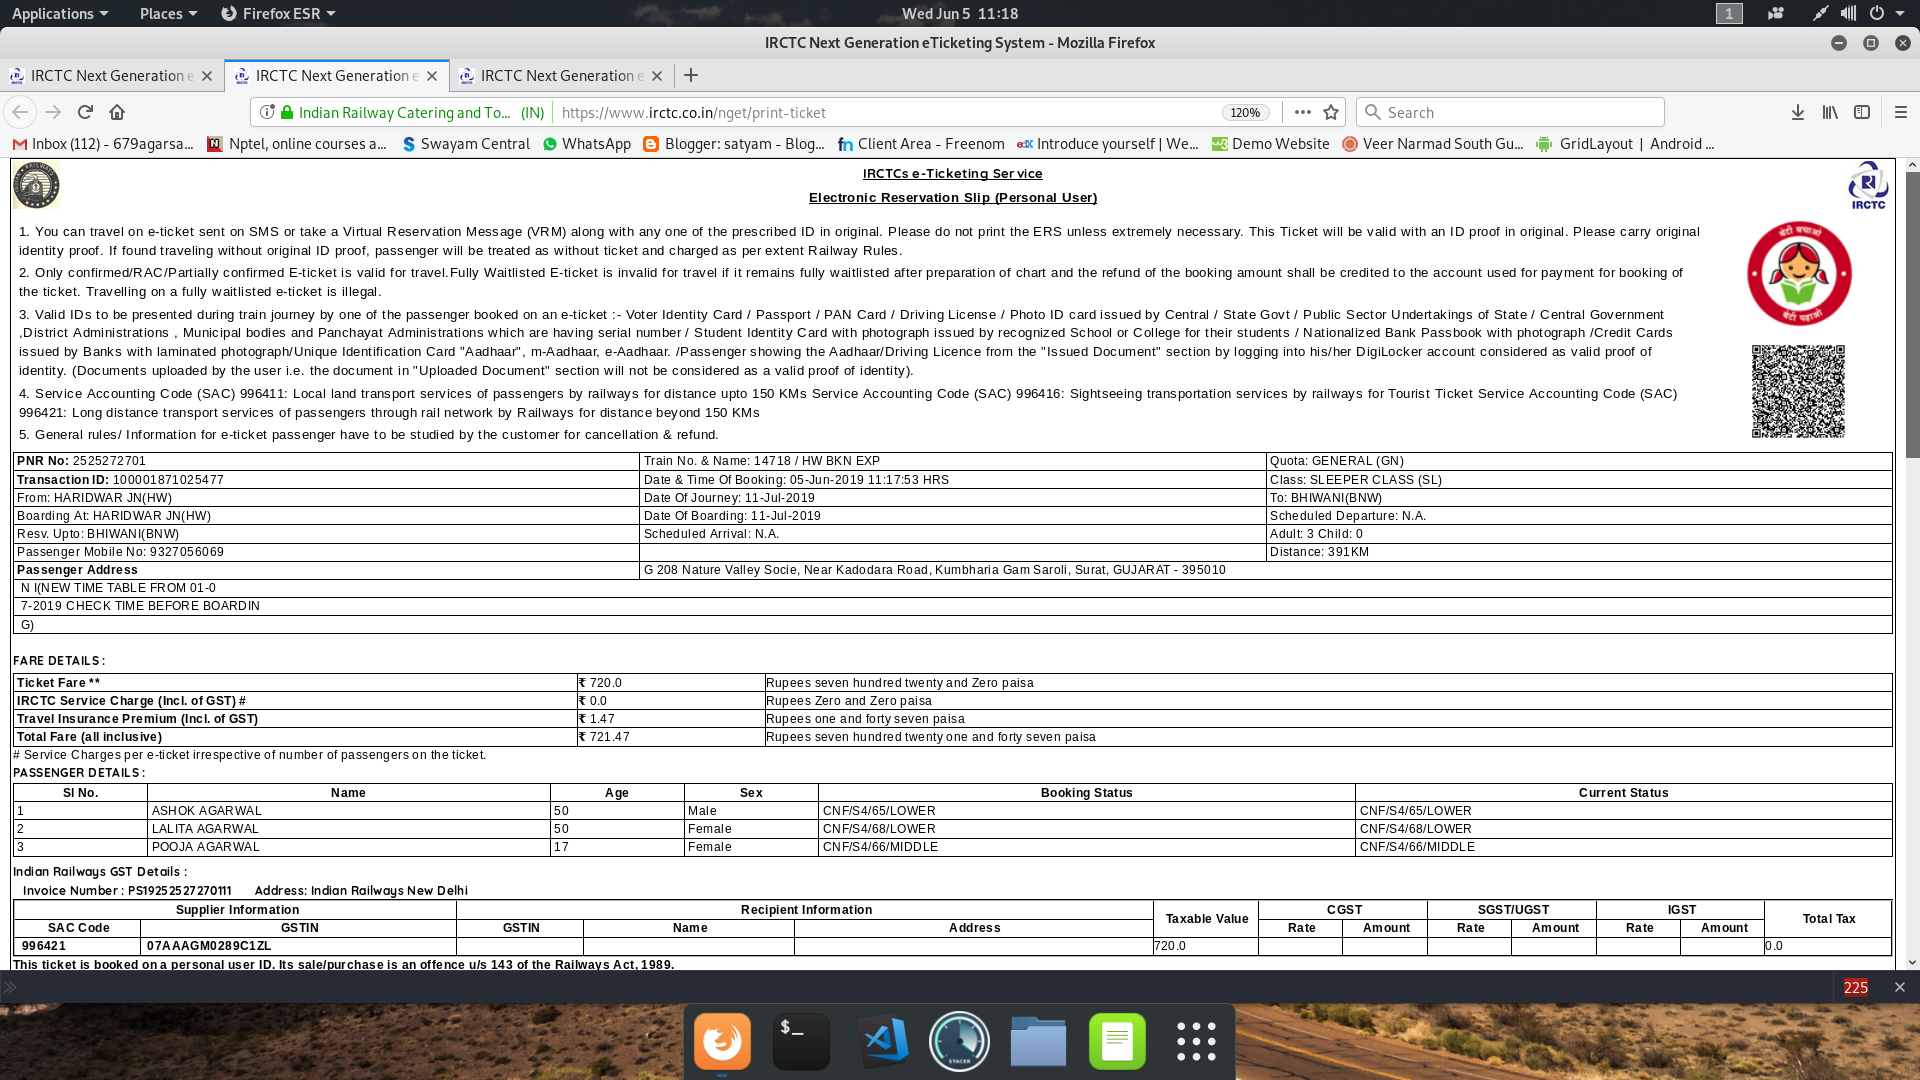 Applications Places Firefox ESR Wed Jun 5 11:18 1
IRCTC Next Generation eTicketing System - Mozilla Firefox
IRCTC Next Generation e IRCTC Next Generation e IRCTC Next Generation e
Indian Railway Catering and To... (IN) https://www.irctc.co.in/nget/print-ticket 120% Search
Inbox (112) - 679agarsa... Nptel, online courses a... Swayam Central WhatsApp Blogger: satyam - Blog... Client Area - Freenom Introduce yourself | We... Demo Website Veer Narmad South Gu... GridLayout | Android ...
IRCTCs e-Ticketing Service
Electronic Reservation Slip (Personal User)
IRCTC
1. You can travel on e-ticket sent on SMS or take a Virtual Reservation Message (VRM) along with any one of the prescribed ID in original. Please do not print the ERS unless extremely necessary. This Ticket will be valid with an ID proof in original. Please carry original
identity proof. If found traveling without original ID proof, passenger will be treated as without ticket and charged as per extent Railway Rules.
2. Only confirmed/RAC/Partially confirmed E-ticket is valid for travel.Fully Waitlisted E-ticket is invalid for travel if it remains fully waitlisted after preparation of chart and the refund of the booking amount shall be credited to the account used for payment for booking of
the ticket. Travelling on a fully waitlisted e-ticket is illegal.
3. Valid IDs to be presented during train journey by one of the passenger booked on an e-ticket :- Voter Identity Card / Passport / PAN Card / Driving License / Photo ID card issued by Central / State Govt / Public Sector Undertakings of State / Central Government
,District Administrations , Municipal bodies and Panchayat Administrations which are having serial number / Student Identity Card with photograph issued by recognized School or College for their students / Nationalized Bank Passbook with photograph /Credit Cards
issued by Banks with laminated photograph/Unique Identification Card "Aadhaar", m-Aadhaar, e-Aadhaar. /Passenger showing the Aadhaar/Driving Licence from the "Issued Document" section by logging into his/her DigiLocker account considered as valid proof of
identity. (Documents uploaded by the user i.e. the document in "Uploaded Document" section will not be considered as a valid proof of identity).
4. Service Accounting Code (SAC) 996411: Local land transport services of passengers by railways for distance upto 150 KMs Service Accounting Code (SAC) 996416: Sightseeing transportation services by railways for Tourist Ticket Service Accounting Code (SAC)
996421: Long distance transport services of passengers through rail network by Railways for distance beyond 150 KMs
5. General rules/ Information for e-ticket passenger have to be studied by the customer for cancellation & refund.
बेटी बचाओ
बेटी पढ़ाओ
PNR No: 2525272701 Train No. & Name: 14718 / HW BKN EXP Quota: GENERAL (GN)
Transaction ID: 100001871025477 Date & Time Of Booking: 05-Jun-2019 11:17:53 HRS Class: SLEEPER CLASS (SL)
From: HARIDWAR JN(HW) Date Of Journey: 11-Jul-2019 To: BHIWANI(BNW)
Boarding At: HARIDWAR JN(HW) Date Of Boarding: 11-Jul-2019 Scheduled Departure: N.A.
Resv. Upto: BHIWANI(BNW) Scheduled Arrival: N.A. Adult: 3 Child: 0
Passenger Mobile No: 9327056069 Distance: 391KM
Passenger Address G 208 Nature Valley Socie, Near Kadodara Road, Kumbharia Gam Saroli, Surat, GUJARAT - 395010
N I(NEW TIME TABLE FROM 01-0
7-2019 CHECK TIME BEFORE BOARDIN
G)
FARE DETAILS :
Ticket Fare ** ₹ 720.0 Rupees seven hundred twenty and Zero paisa
IRCTC Service Charge (Incl. of GST) # ₹ 0.0 Rupees Zero and Zero paisa
Travel Insurance Premium (Incl. of GST) ₹ 1.47 Rupees one and forty seven paisa
Total Fare (all inclusive) ₹ 721.47 Rupees seven hundred twenty one and forty seven paisa
# Service Charges per e-ticket irrespective of number of passengers on the ticket.
PASSENGER DETAILS :
Sl No. Name Age Sex Booking Status Current Status
1 ASHOK AGARWAL 50 Male CNF/S4/65/LOWER CNF/S4/65/LOWER
2 LALITA AGARWAL 50 Female CNF/S4/68/LOWER CNF/S4/68/LOWER
3 POOJA AGARWAL 17 Female CNF/S4/66/MIDDLE CNF/S4/66/MIDDLE
Indian Railways GST Details :
Invoice Number : PS19252527270111 Address: Indian Railways New Delhi
Supplier Information Recipient Information Taxable Value CGST SGST/UGST IGST Total Tax
SAC Code GSTIN GSTIN Name Address Rate Amount Rate Amount Rate Amount
996421 07AAAGM0289C1ZL 720.0 0.0
This ticket is booked on a personal user ID. Its sale/purchase is an offence u/s 143 of the Railways Act, 1989.
225
$_
STACER